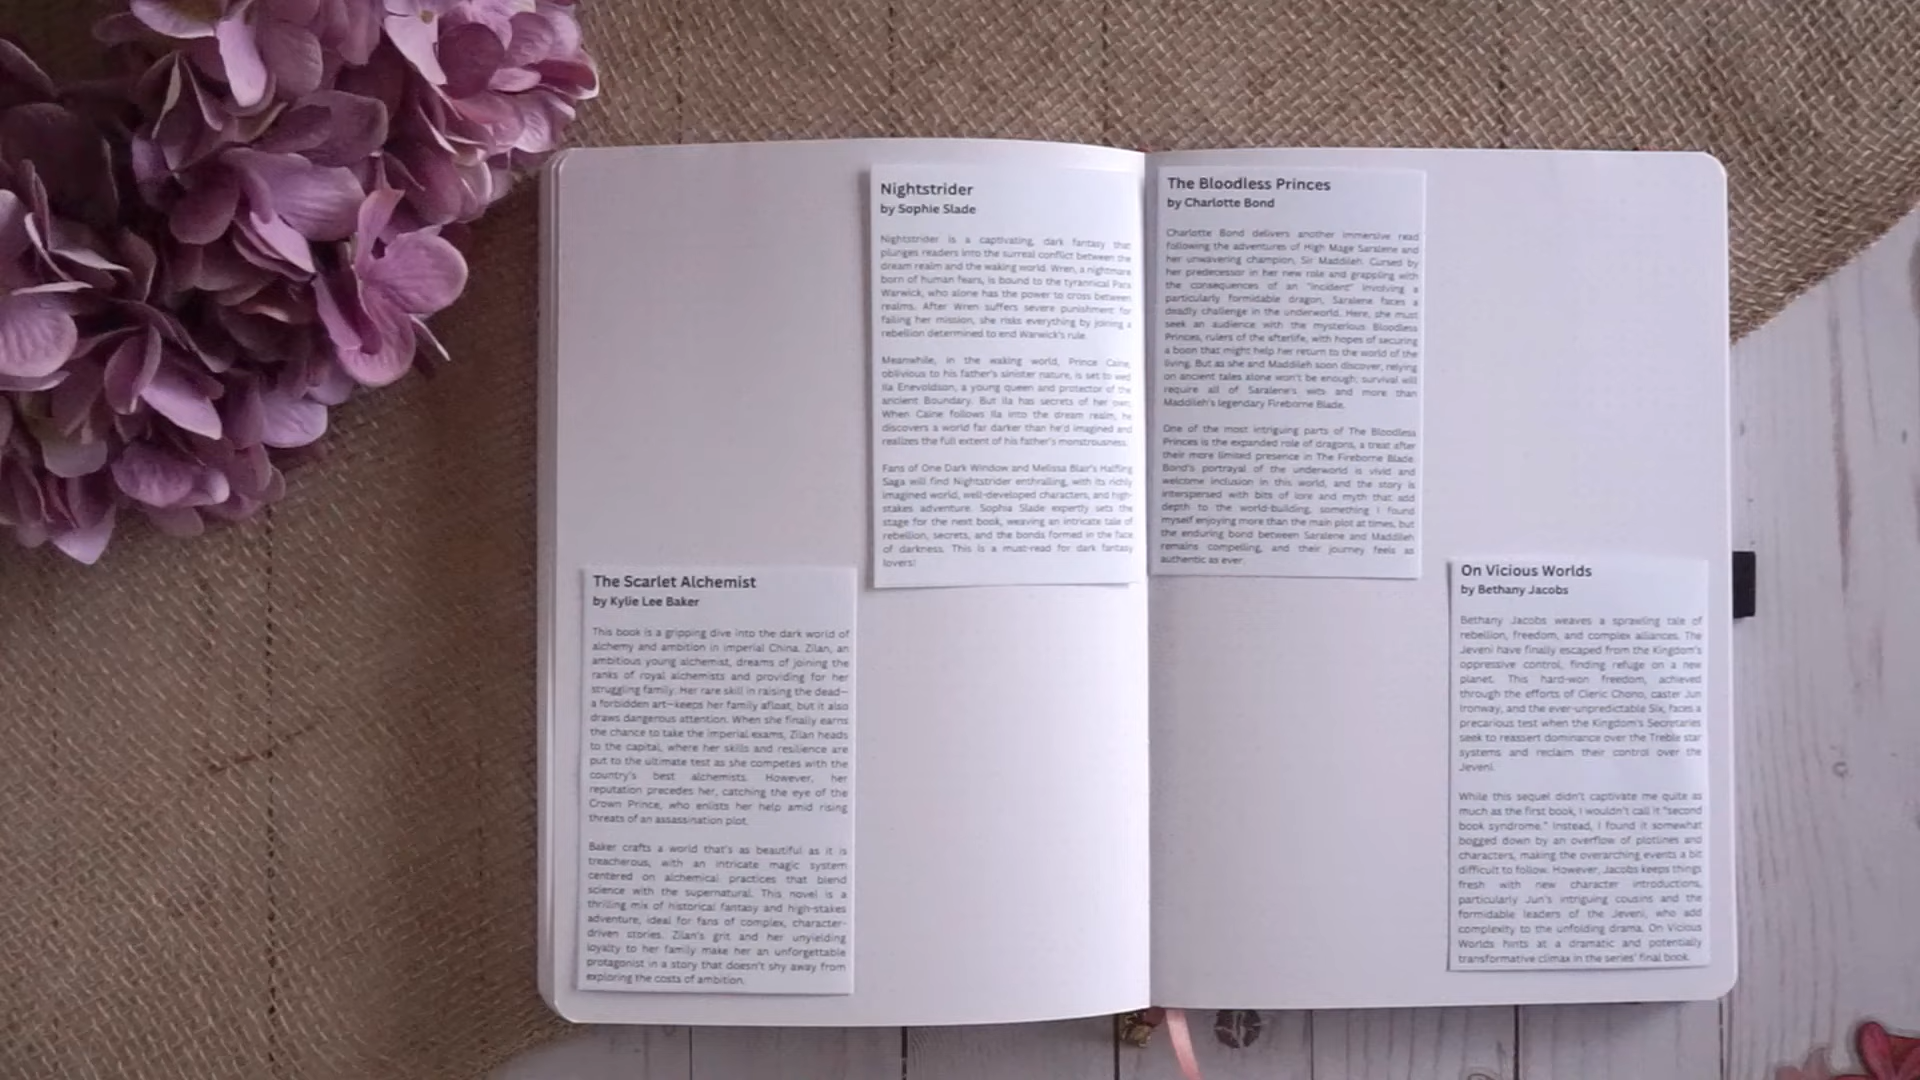 Nightstrider
by Sophie Slade
Nightstrider is a captivating, dark fantasy that
plunges readers into the surreal conflict between the
dream realm and the waking world. Wren, a nightmare
born of human fears, is bound to the tyrannical Para
Warwick, who alone has the power to cross between
realms. After Wren suffers severe punishment for
failing her mission, she risks everything by joining a
rebellion determined to end Warwick's rule.
Meanwhile, in the waking world, Prince Caine,
oblivious to his father's sinister nature, is set to wed
Ila Enevoldson, a young queen and protector of the
ancient Boundary. But Ila has secrets of her own.
When Caine follows Ila into the dream realm, he
discovers a world far darker than he'd imagined and
realizes the full extent of his father's monstrousness.
Fans of One Dark Window and Melissa Blair's Halfling
Saga will find Nightstrider enthralling, with its richly
imagined world, well-developed characters, and high-
stakes adventure. Sophia Slade expertly sets the
stage for the next book, weaving an intricate tale of
rebellion, secrets, and the bonds formed in the face
of darkness. This is a must-read for dark fantasy
lovers!
The Scarlet Alchemist
by Kylie Lee Baker
This book is a gripping dive into the dark world of
alchemy and ambition in imperial China. Zilan, an
ambitious young alchemist, dreams of joining the
ranks of royal alchemists and providing for her
struggling family. Her rare skill in raising the dead—
a forbidden art—keeps her family afloat, but it also
draws dangerous attention. When she finally earns
the chance to take the imperial exams, Zilan heads
to the capital, where her skills and resilience are
put to the ultimate test as she competes with the
country's best alchemists. However, her
reputation precedes her, catching the eye of the
Crown Prince, who enlists her help amid rising
threats of an assassination plot.
Baker crafts a world that's as beautiful as it is
treacherous, with an intricate magic system
centered on alchemical practices that blend
science with the supernatural. This novel is a
thrilling mix of historical fantasy and high-stakes
adventure, ideal for fans of complex, character-
driven stories. Zilan's grit and her unyielding
loyalty to her family make her an unforgettable
protagonist in a story that doesn't shy away from
exploring the costs of ambition.
The Bloodless Princes
by Charlotte Bond
Charlotte Bond delivers another immersive read
following the adventures of High Mage Saralene and
her unwavering champion, Sir Maddileh. Cursed by
her predecessor in her new role and grappling with
the consequences of an "incident" involving a
particularly formidable dragon, Saralene faces a
deadly challenge in the underworld. Here, she must
seek an audience with the mysterious Bloodless
Princes, rulers of the afterlife, with hopes of securing
a boon that might help her return to the world of the
living. But as she and Maddileh soon discover, relying
on ancient tales alone won't be enough; survival will
require all of Saralene's wits and more than
Maddileh's legendary Fireborne Blade.
One of the most intriguing parts of The Bloodless
Princes is the expanded role of dragons, a treat after
their more limited presence in The Fireborne Blade.
Bond's portrayal of the underworld is vivid and
welcome inclusion in this world, and the story is
interspersed with bits of lore and myth that add
depth to the world-building, something I found
myself enjoying more than the main plot at times, but
the enduring bond between Saralene and Maddileh
remains compelling, and their journey feels as
authentic as ever.
On Vicious Worlds
by Bethany Jacobs
Bethany Jacobs weaves a sprawling tale of
rebellion, freedom, and complex alliances. The
Jeveni have finally escaped from the Kingdom's
oppressive control, finding refuge on a new
planet. This hard-won freedom, achieved
through the efforts of Cleric Chono, caster Jun
Ironway, and the ever-unpredictable Six, faces a
precarious test when the Kingdom's Secretaries
seek to reassert dominance over the Treble star
systems and reclaim their control over the
Jeveni.
While this sequel didn't captivate me quite as
much as the first book, I wouldn't call it "second
book syndrome." Instead, I found it somewhat
bogged down by an overflow of plotlines and
characters, making the overarching events a bit
difficult to follow. However, Jacobs keeps things
fresh with new character introductions,
particularly Jun's intriguing cousins and the
formidable leaders of the Jeveni, who add
complexity to the unfolding drama. On Vicious
Worlds hints at a dramatic and potentially
transformative climax in the series' final book.